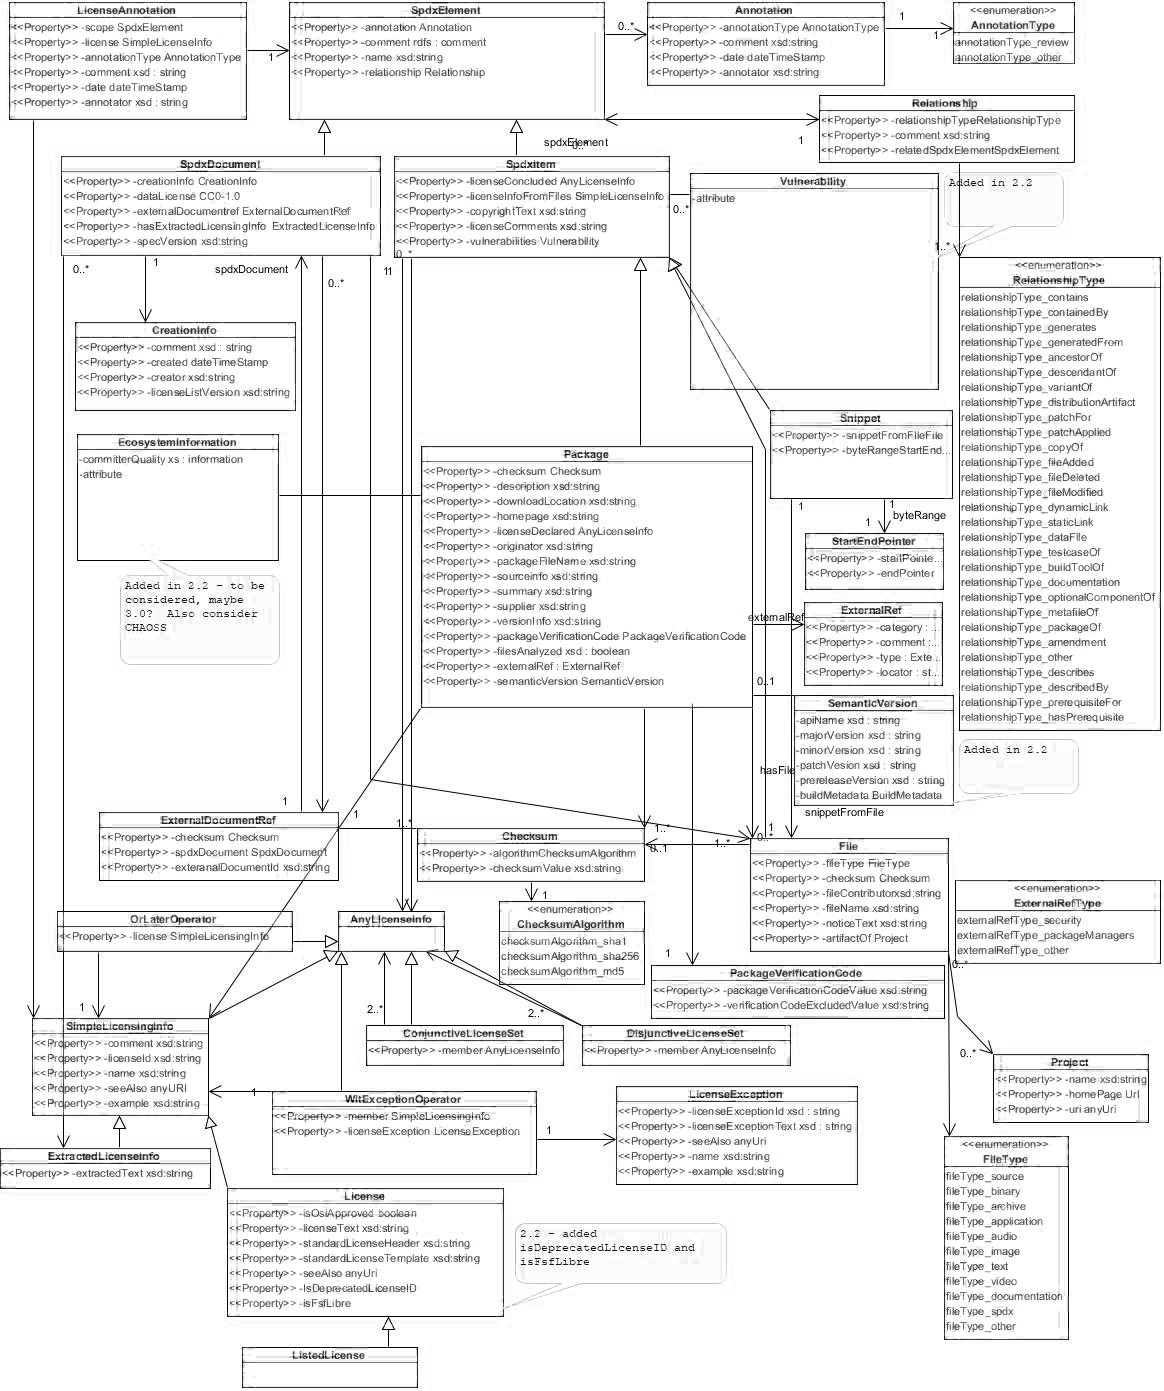 LicenseAnnotation
<<Property>> -scope SpdxElement
<<Property>> -license SimpleLicenseInfo
<<Property>> -annotationType AnnotationType
<<Property>> -comment xsd : string
<<Property>> -date dateTimeStamp
<<Property>> -annotator xsd : string
1
SpdxElement
<<Property>> -annotation Annotation
<<Property>> -comment rdfs : comment
<<Property>> -name xsd:string
<<Property>> -relationship Relationship
0..*
Annotation
<<Property>> -annotationType AnnotationType
<<Property>> -comment xsd:string
<<Property>> -date dateTimeStamp
<<Property>> -annotator xsd:string
1
1
<<enumeration>>
AnnotationType
annotationType_review
annotationType_other
Relationship
<<Property>> -relationshipTypeRelationshipType
<<Property>> -comment xsd:string
<<Property>> -relatedSpdxElementSpdxElement
1
spdxElement
0..*
SpdxDocument
<<Property>> -creationInfo CreationInfo
<<Property>> -dataLicense CC0-1.0
<<Property>> -externalDocumentref ExternalDocumentRef
<<Property>> -hasExtractedLicensingInfo ExtractedLicenseInfo
<<Property>> -specVersion xsd:string
SpdxItem
<<Property>> -licenseConcluded AnyLicenseInfo
<<Property>> -licenseInfoFromFiles SimpleLicenseInfo
<<Property>> -copyrightText xsd:string
<<Property>> -licenseComments xsd:string
<<Property>> -vulnerabilities Vulnerability
0..*
0..*
Vulnerability
-attribute
Added in 2.2
1..*
0..*
1
spdxDocument
0..*
11
<<enumeration>>
RelationshipType
relationshipType_contains
relationshipType_containedBy
relationshipType_generates
relationshipType_generatedFrom
relationshipType_ancestorOf
relationshipType_descendantOf
relationshipType_variantOf
relationshipType_distributionArtifact
relationshipType_patchFor
relationshipType_patchApplied
relationshipType_copyOf
relationshipType_fileAdded
relationshipType_fileDeleted
relationshipType_fileModified
relationshipType_dynamicLink
relationshipType_staticLink
relationshipType_dataFile
relationshipType_testcaseOf
relationshipType_buildToolOf
relationshipType_documentation
relationshipType_optionalComponentOf
relationshipType_metafileOf
relationshipType_packageOf
relationshipType_amendment
relationshipType_other
relationshipType_describes
relationshipType_describedBy
relationshipType_prerequisiteFor
relationshipType_hasPrerequisite
CreationInfo
<<Property>> -comment xsd : string
<<Property>> -created dateTimeStamp
<<Property>> -creator xsd:string
<<Property>> -licenseListVersion xsd:string
EcosystemInformation
-committerQuality xs : information
-attribute
Added in 2.2 - to be
considered, maybe
3.0? Also consider
CHAOSS
Package
<<Property>> -checksum Checksum
<<Property>> -description xsd:string
<<Property>> -downloadLocation xsd:string
<<Property>> -homepage xsd:string
<<Property>> -licenseDeclared AnyLicenseInfo
<<Property>> -originator xsd:string
<<Property>> -packageFileName xsd:string
<<Property>> -sourceinfo xsd:string
<<Property>> -summary xsd:string
<<Property>> -supplier xsd:string
<<Property>> -versionInfo xsd:string
<<Property>> -packageVerificationCode PackageVerificationCode
<<Property>> -filesAnalyzed xsd : boolean
<<Property>> -externalRef : ExternalRef
<<Property>> -semanticVersion SemanticVersion
Snippet
<<Property>> -snippetFromFileFile
<<Property>> -byteRangeStartEnd...
1
1
1
byteRange
StartEndPointer
<<Property>> -startPointe...
<<Property>> -endPointer
externalRef
ExternalRef
<<Property>> -category : ...
<<Property>> -comment :...
<<Property>> -type : Exte...
<<Property>> -locator : st...
0..1
SemanticVersion
-apiName xsd : string
-majorVersion xsd : string
-minorVersion xsd : string
-patchVesion xsd : string
-prereleaseVersion xsd : string
-buildMetadata BuildMetadata
Added in 2.2
hasFile
snippetFromFile
1
1
1..*
1..*
1
0..*
0..1
1..*
ExternalDocumentRef
<<Property>> -checksum Checksum
<<Property>> -spdxDocument SpdxDocument
<<Property>> -exteranalDocumentId xsd:string
Checksum
<<Property>> -algorithmChecksumAlgorithm
<<Property>> -checksumValue xsd:string
1
File
<<Property>> -fileType FileType
<<Property>> -checksum Checksum
<<Property>> -fileContributorxsd:string
<<Property>> -fileName xsd:string
<<Property>> -noticeText xsd:string
<<Property>> -artifactOf Project
<<enumeration>>
ExternalRefType
externalRefType_security
externalRefType_packageManagers
externalRefType_other
0..*
<<enumeration>>
ChecksumAlgorithm
checksumAlgorithm_sha1
checksumAlgorithm_sha256
checksumAlgorithm_md5
OrLaterOperator
<<Property>> -license SimpleLicensingInfo
AnyLicenseInfo
1
PackageVerificationCode
<<Property>> -packageVerificationCodeValue xsd:string
<<Property>> -verificationCodeExcludedValue xsd:string
1
2..*
2..*
SimpleLicensingInfo
<<Property>> -comment xsd:string
<<Property>> -licenseId xsd:string
<<Property>> -name xsd:string
<<Property>> -seeAlso anyURI
<<Property>> -example xsd:string
ConjunctiveLicenseSet
<<Property>> -member AnyLicenseInfo
DisjunctiveLicenseSet
<<Property>> -member AnyLicenseInfo
0..*
Project
<<Property>> -name xsd:string
<<Property>> -homePage Url
<<Property>> -uri anyUri
1
WitExceptionOperator
<<Property>> -member SimpleLicensingInfo
<<Property>> -licenseException LicenseException
1
LicenseException
<<Property>> -licenseExceptionId xsd : string
<<Property>> -licenseExceptionText xsd : string
<<Property>> -seeAlso anyUri
<<Property>> -name xsd:string
<<Property>> -example xsd:string
ExtractedLicenseInfo
<<Property>> -extractedText xsd:string
<<enumeration>>
FileType
fileType_source
fileType_binary
fileType_archive
fileType_application
fileType_audio
fileType_image
fileType_text
fileType_video
fileType_documentation
fileType_spdx
fileType_other
License
<<Property>> -isOsiApproved boolean
<<Property>> -licenseText xsd:string
<<Property>> -standardLicenseHeader xsd:string
<<Property>> -standardLicenseTemplate xsd:string
<<Property>> -seeAlso anyUri
<<Property>> -IsDeprecatedLicenseID
<<Property>> -isFsfLibre
2.2 - added
isDeprecatedLicenseID and
isFsfLibre
ListedLicense